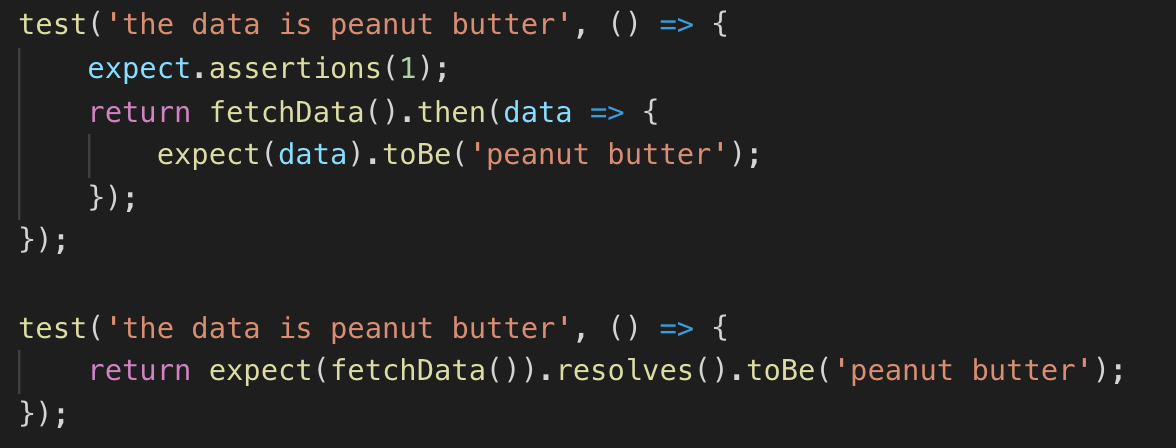 test('the data is peanut butter', () => {
    expect.assertions(1);
    return fetchData().then(data => {
        expect(data).toBe('peanut butter');
    });
});

test('the data is peanut butter', () => {
    return expect(fetchData()).resolves().toBe('peanut butter');
});